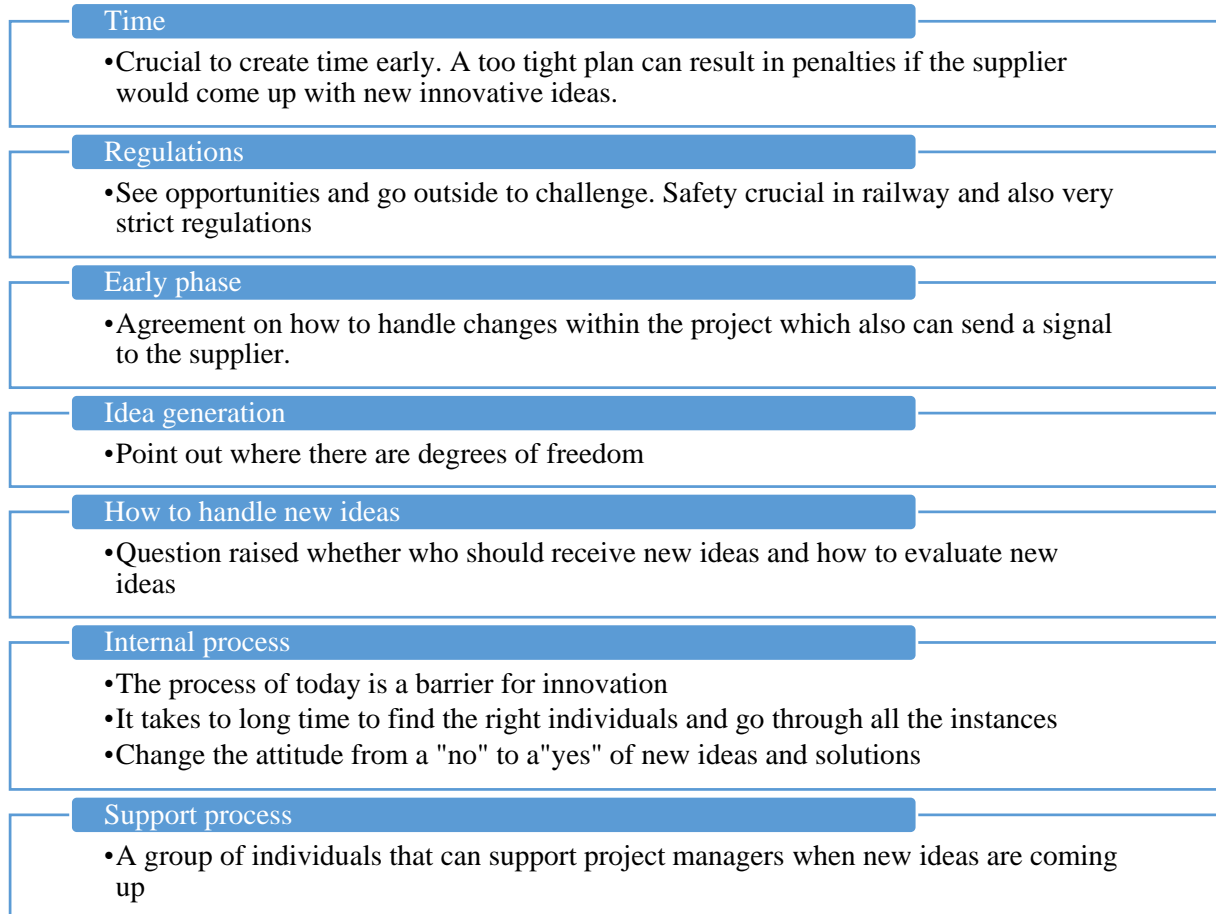 Time
•Crucial to create time early. A too tight plan can result in penalties if the supplier
would come up with new innovative ideas.
Regulations
•See opportunities and go outside to challenge. Safety crucial in railway and also very
strict regulations
Early phase
•Agreement on how to handle changes within the project which also can send a signal
to the supplier.
Idea generation
•Point out where there are degrees of freedom
How to handle new ideas
•Question raised whether who should receive new ideas and how to evaluate new
ideas
Internal process
•The process of today is a barrier for innovation
•It takes to long time to find the right individuals and go through all the instances
•Change the attitude from a "no" to a"yes" of new ideas and solutions
Support process
•A group of individuals that can support project managers when new ideas are coming
up